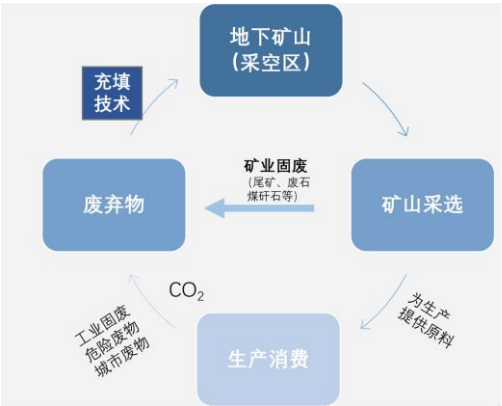 地下矿山
（采空区）
充填
技术
矿业固废
（尾矿、废石
煤矸石等）
废弃物
矿山采选
CO₂
工业固废
危险废物
城市废物
为生产
提供原料
生产消费